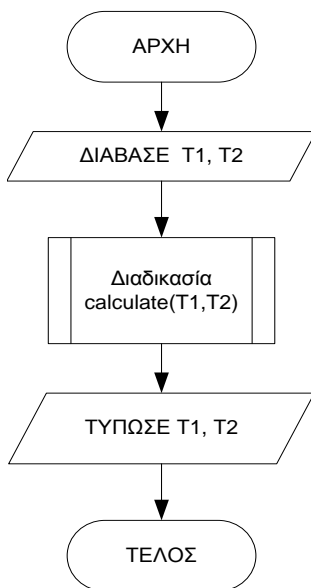 ΑΡΧΗ
ΔΙΑΒΑΣΕ Τ1, Τ2
Διαδικασία
calculate(T1,T2)
ΤΥΠΩΣΕ Τ1, Τ2
ΤΕΛΟΣ